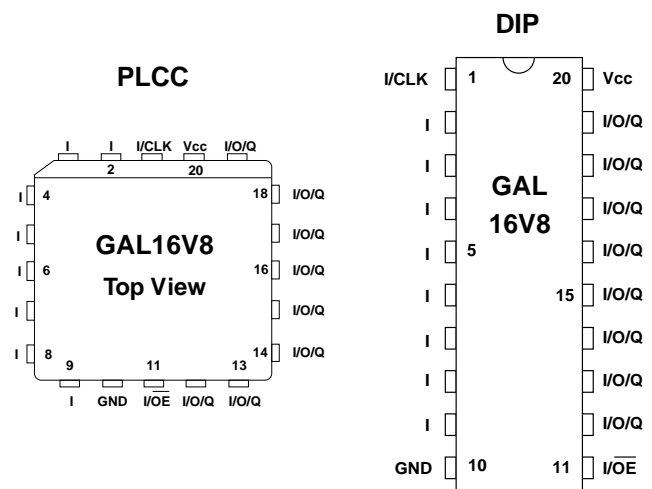 DIP
PLCC
I/CLK 1 20 Vcc
I I/O/Q
I I/O/Q
I I/O/Q
I 5 I/O/Q
I 15 I/O/Q
I I/O/Q
I I/O/Q
I I/O/Q
GND 10 11 I/OE
GAL
16V8
I I I/CLK Vcc I/O/Q
2 20
I 4 18 I/O/Q
I I/O/Q
I 6 16 I/O/Q
I I/O/Q
I 8 14 I/O/Q
GAL16V8
Top View
9 11 13
I GND I/OE I/O/Q I/O/Q